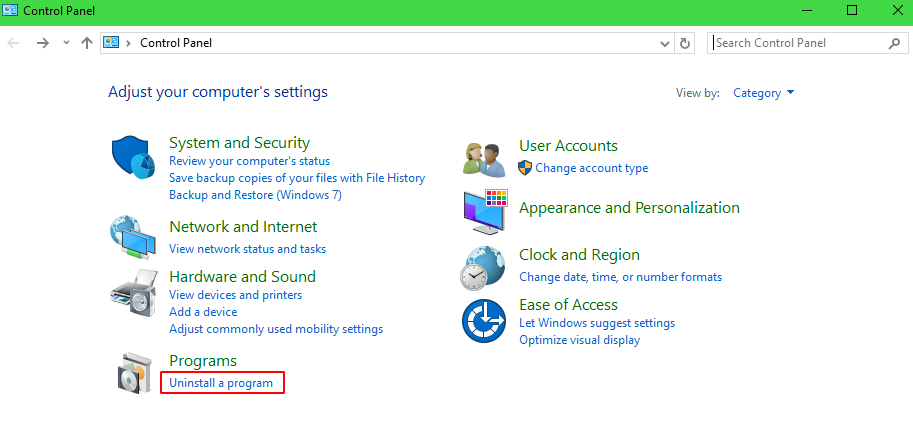 Control Panel
Control Panel
Search Control Panel
Adjust your computer's settings
View by: Category
System and Security
Review your computer's status
Save backup copies of your files with File History
Backup and Restore (Windows 7)
Network and Internet
View network status and tasks
Hardware and Sound
View devices and printers
Add a device
Adjust commonly used mobility settings
Programs
Uninstall a program
User Accounts
Change account type
Appearance and Personalization
Clock and Region
Change date, time, or number formats
Ease of Access
Let Windows suggest settings
Optimize visual display